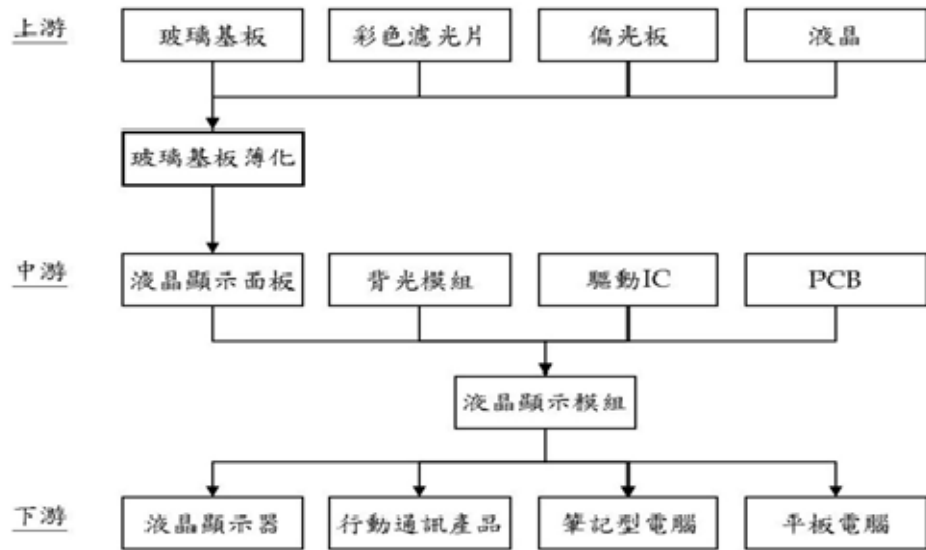 上游
玻璃基板
彩色濾光片
偏光板
液晶
玻璃基板薄化
中游
液晶顯示面板
背光模組
驅動IC
PCB
液晶顯示模組
下游
液晶顯示器
行動通訊產品
筆記型電腦
平板電腦